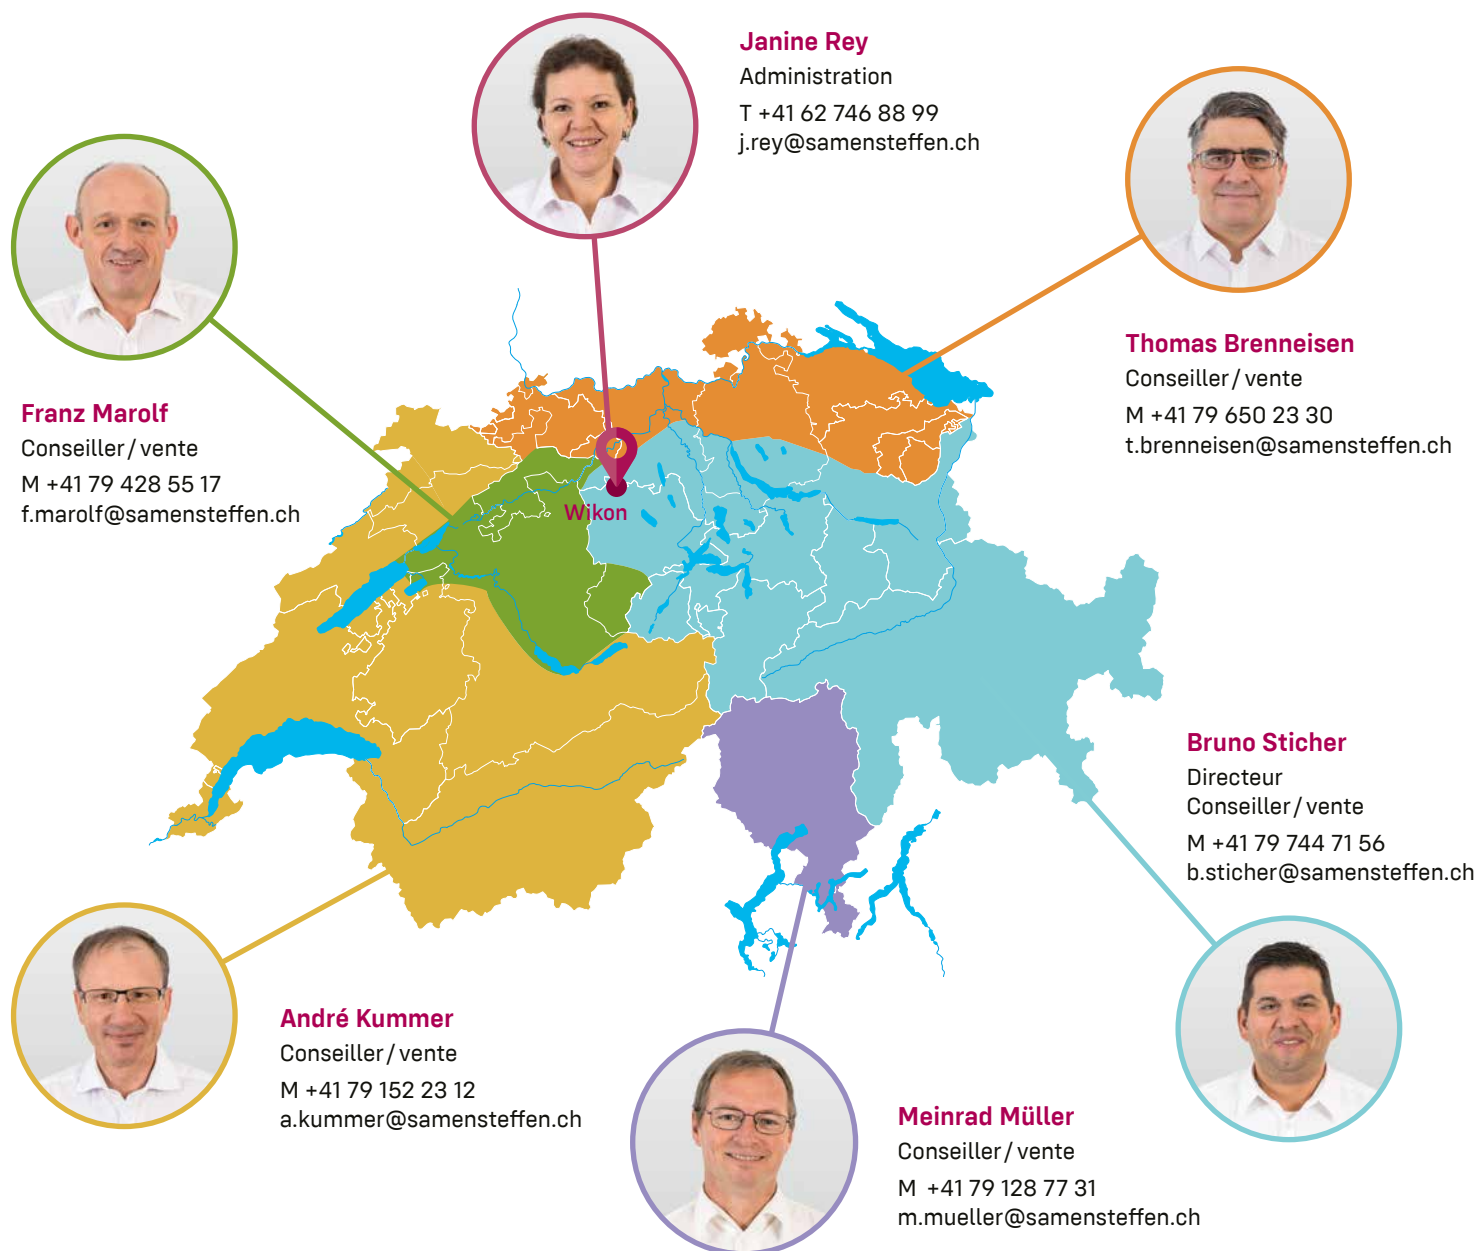 Janine Rey
Administration
T +41 62 746 88 99
j.rey@samensteffen.ch
Thomas Brenneisen
Conseiller / vente
M +41 79 650 23 30
t.brenneisen@samensteffen.ch
Franz Marolf
Conseiller / vente
M +41 79 428 55 17
f.marolf@samensteffen.ch
Wikon
Bruno Sticher
Directeur
Conseiller / vente
M +41 79 744 71 56
b.sticher@samensteffen.ch
André Kummer
Conseiller / vente
M +41 79 152 23 12
a.kummer@samensteffen.ch
Meinrad Müller
Conseiller / vente
M +41 79 128 77 31
m.mueller@samensteffen.ch